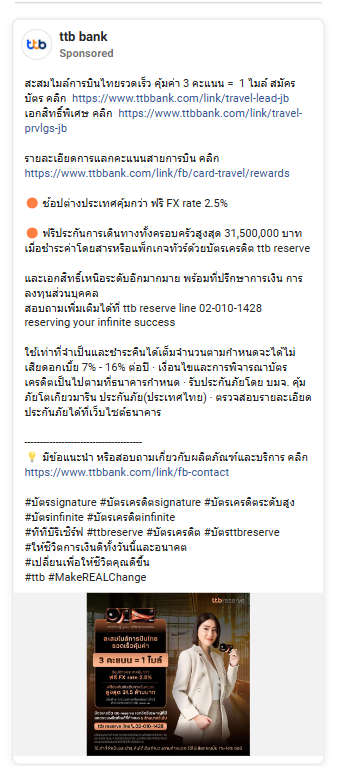 ttb
ttb bank
Sponsored
สะสมไมล์การบินไทยรวดเร็ว คุ้มค่า 3 คะแนน = 1 ไมล์ สมัคร
บัตร คลิก https://www.ttbbank.com/link/travel-lead-jb
เอกสิทธิ์พิเศษ คลิก https://www.ttbbank.com/link/travel-
prvlgs-jb
รายละเอียดการแลกคะแนนสายการบิน คลิก
https://www.ttbbank.com/link/fb/card-travel/rewards
🟠 ช้อปต่างประเทศคุ้มกว่า ฟรี FX rate 2.5%
🟠 ฟรีประกันการเดินทางทั้งครอบครัวสูงสุด 31,500,000 บาท
เมื่อชำระค่าโดยสารหรือแพ็กเกจทัวร์ด้วยบัตรเครดิต ttb reserve
และเอกสิทธิ์เหนือระดับอีกมากมาย พร้อมที่ปรึกษาการเงิน การ
ลงทุนส่วนบุคคล
สอบถามเพิ่มเติมได้ที่ ttb reserve line 02-010-1428
reserving your infinite success
ใช้เท่าที่จำเป็นและชำระคืนได้เต็มจำนวนตามกำหนดจะได้ไม่
เสียดอกเบี้ย 7% - 16% ต่อปี · เงื่อนไขและการพิจารณาบัตร
เครดิตเป็นไปตามที่ธนาคารกำหนด · รับประกันภัยโดย บมจ. คุ้ม
ภัยโตเกียวมารีน ประกันภัย(ประเทศไทย) · ตรวจสอบรายละเอียด
ประกันภัยได้ที่เว็บไซต์ธนาคาร
--------------------------------------
💡 มีข้อแนะนำ หรือสอบถามเกี่ยวกับผลิตภัณฑ์และบริการ คลิก
https://www.ttbbank.com/link/fb-contact
#บัตรsignature #บัตรเครดิตsignature #บัตรเครดิตระดับสูง
#บัตรinfinite #บัตรเครดิตinfinite
#ทีทีบีรีเซิร์ฟ #ttbreserve #บัตรเครดิต #บัตรttbreserve
#ให้ชีวิตการเงินดีทั้งวันนี้และอนาคต
#เปลี่ยนเพื่อให้ชีวิตคุณดีขึ้น
#ttb #MakeREALChange
ttbreserve
สะสมไมล์การบินไทย
รวดเร็วคุ้มค่า
3 คะแนน = 1 ไมล์
ฟรี FX rate 2.5%
สูงสุด 31.5 ล้านบาท
ttb reserve line 02-010-1428